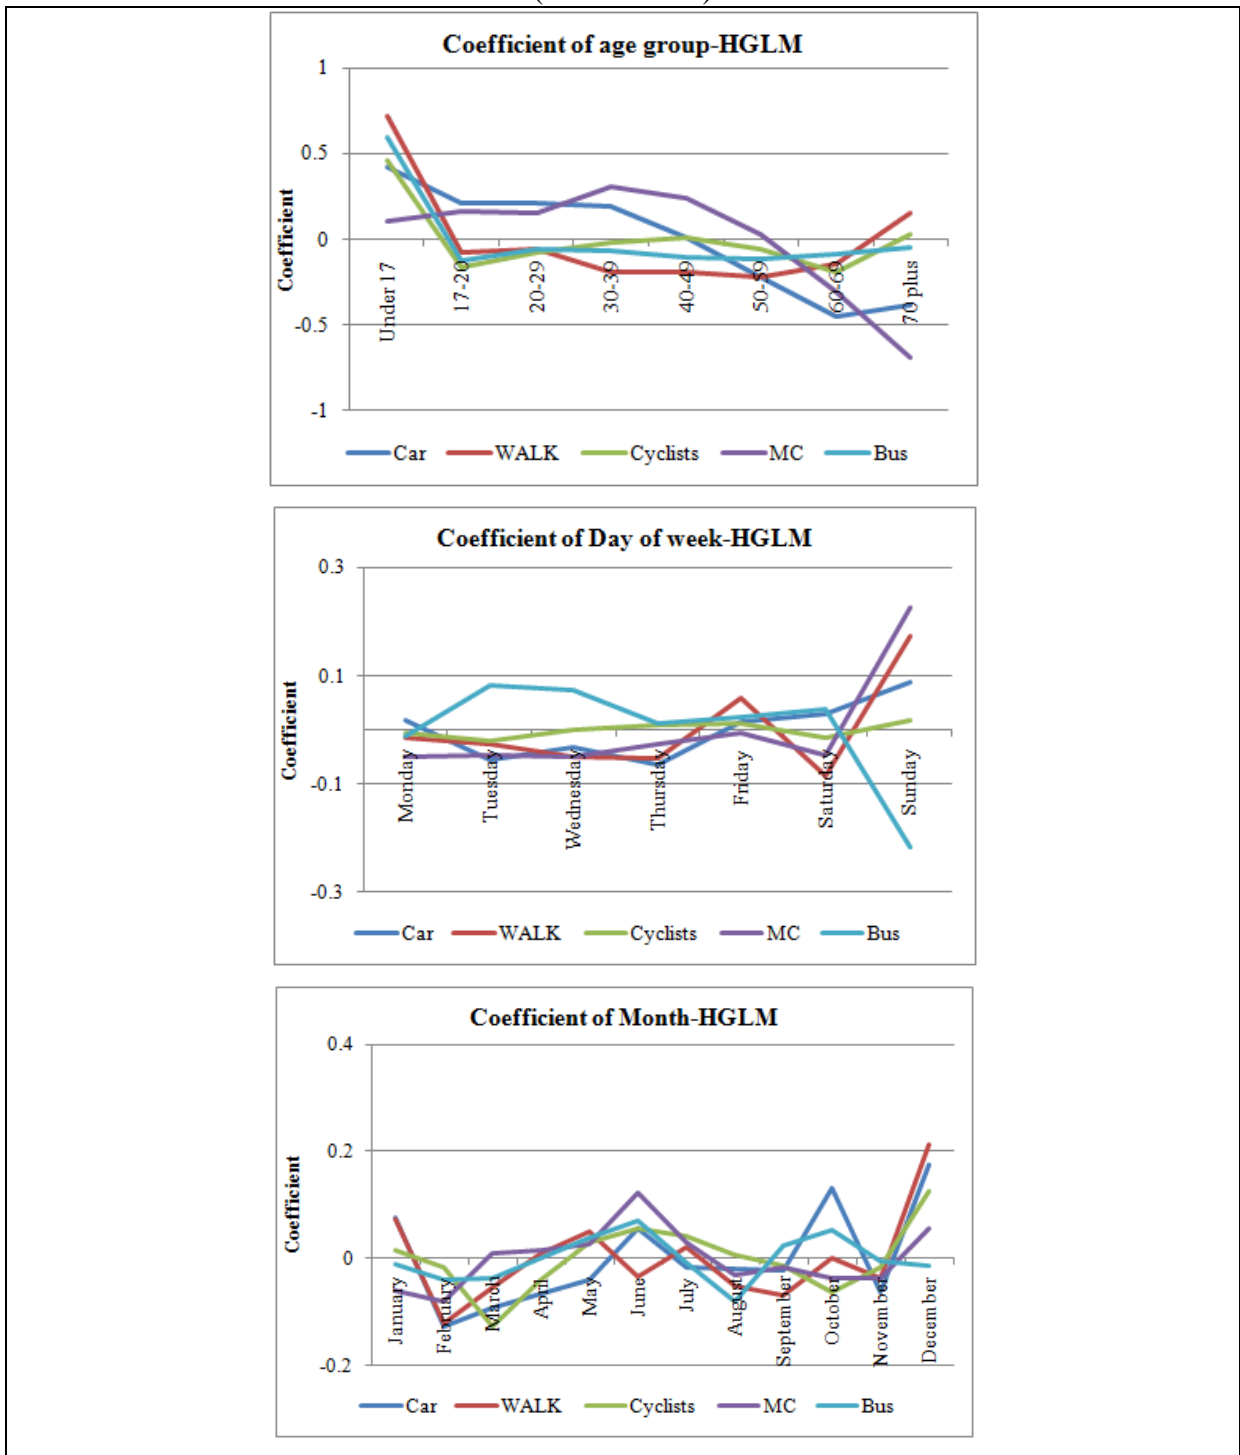 Coefficient of age group-HGLM
1
0.5
0
-0.5
-1
Coefficient
Under 17
17-20
20-29
30-39
40-49
50-59
60-69
70 plus
Car WALK Cyclists MC Bus
Coefficient of Day of week-HGLM
0.3
0.1
-0.1
-0.3
Coefficient
Monday
Tuesday
Wednesday
Thursday
Friday
Saturday
Sunday
Car WALK Cyclists MC Bus
Coefficient of Month-HGLM
0.4
0.2
0
-0.2
Coefficient
January
February
March
April
May
June
July
August
September
October
November
December
Car WALK Cyclists MC Bus